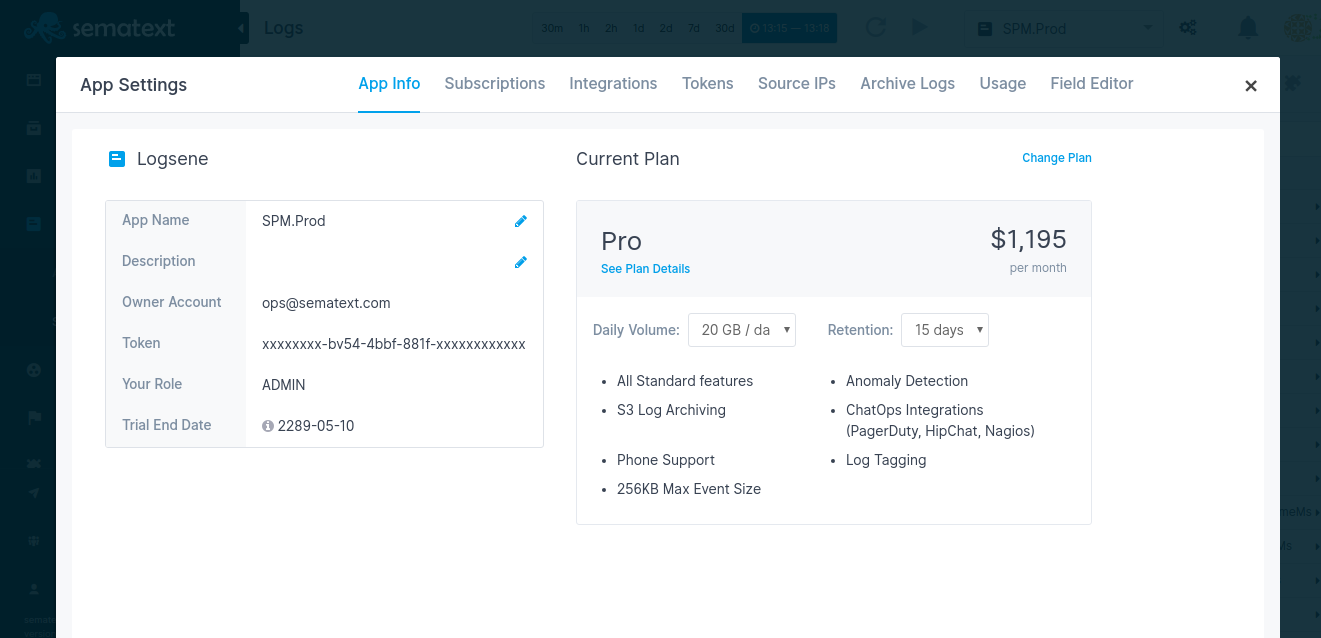 sematext
Logs
30m 1h 2h 1d 2d 7d 30d 13:15 — 13:18
SPM.Prod
App Settings
App Info Subscriptions Integrations Tokens Source IPs Archive Logs Usage Field Editor
Logsene
App Name SPM.Prod
Description
Owner Account ops@sematext.com
Token xxxxxxxx-bv54-4bbf-881f-xxxxxxxxxxxx
Your Role ADMIN
Trial End Date 2289-05-10
Current Plan Change Plan
Pro $1,195
See Plan Details per month
Daily Volume: 20 GB / da Retention: 15 days
• All Standard features
• Anomaly Detection
• S3 Log Archiving
• ChatOps Integrations
(PagerDuty, HipChat, Nagios)
• Phone Support
• Log Tagging
• 256KB Max Event Size